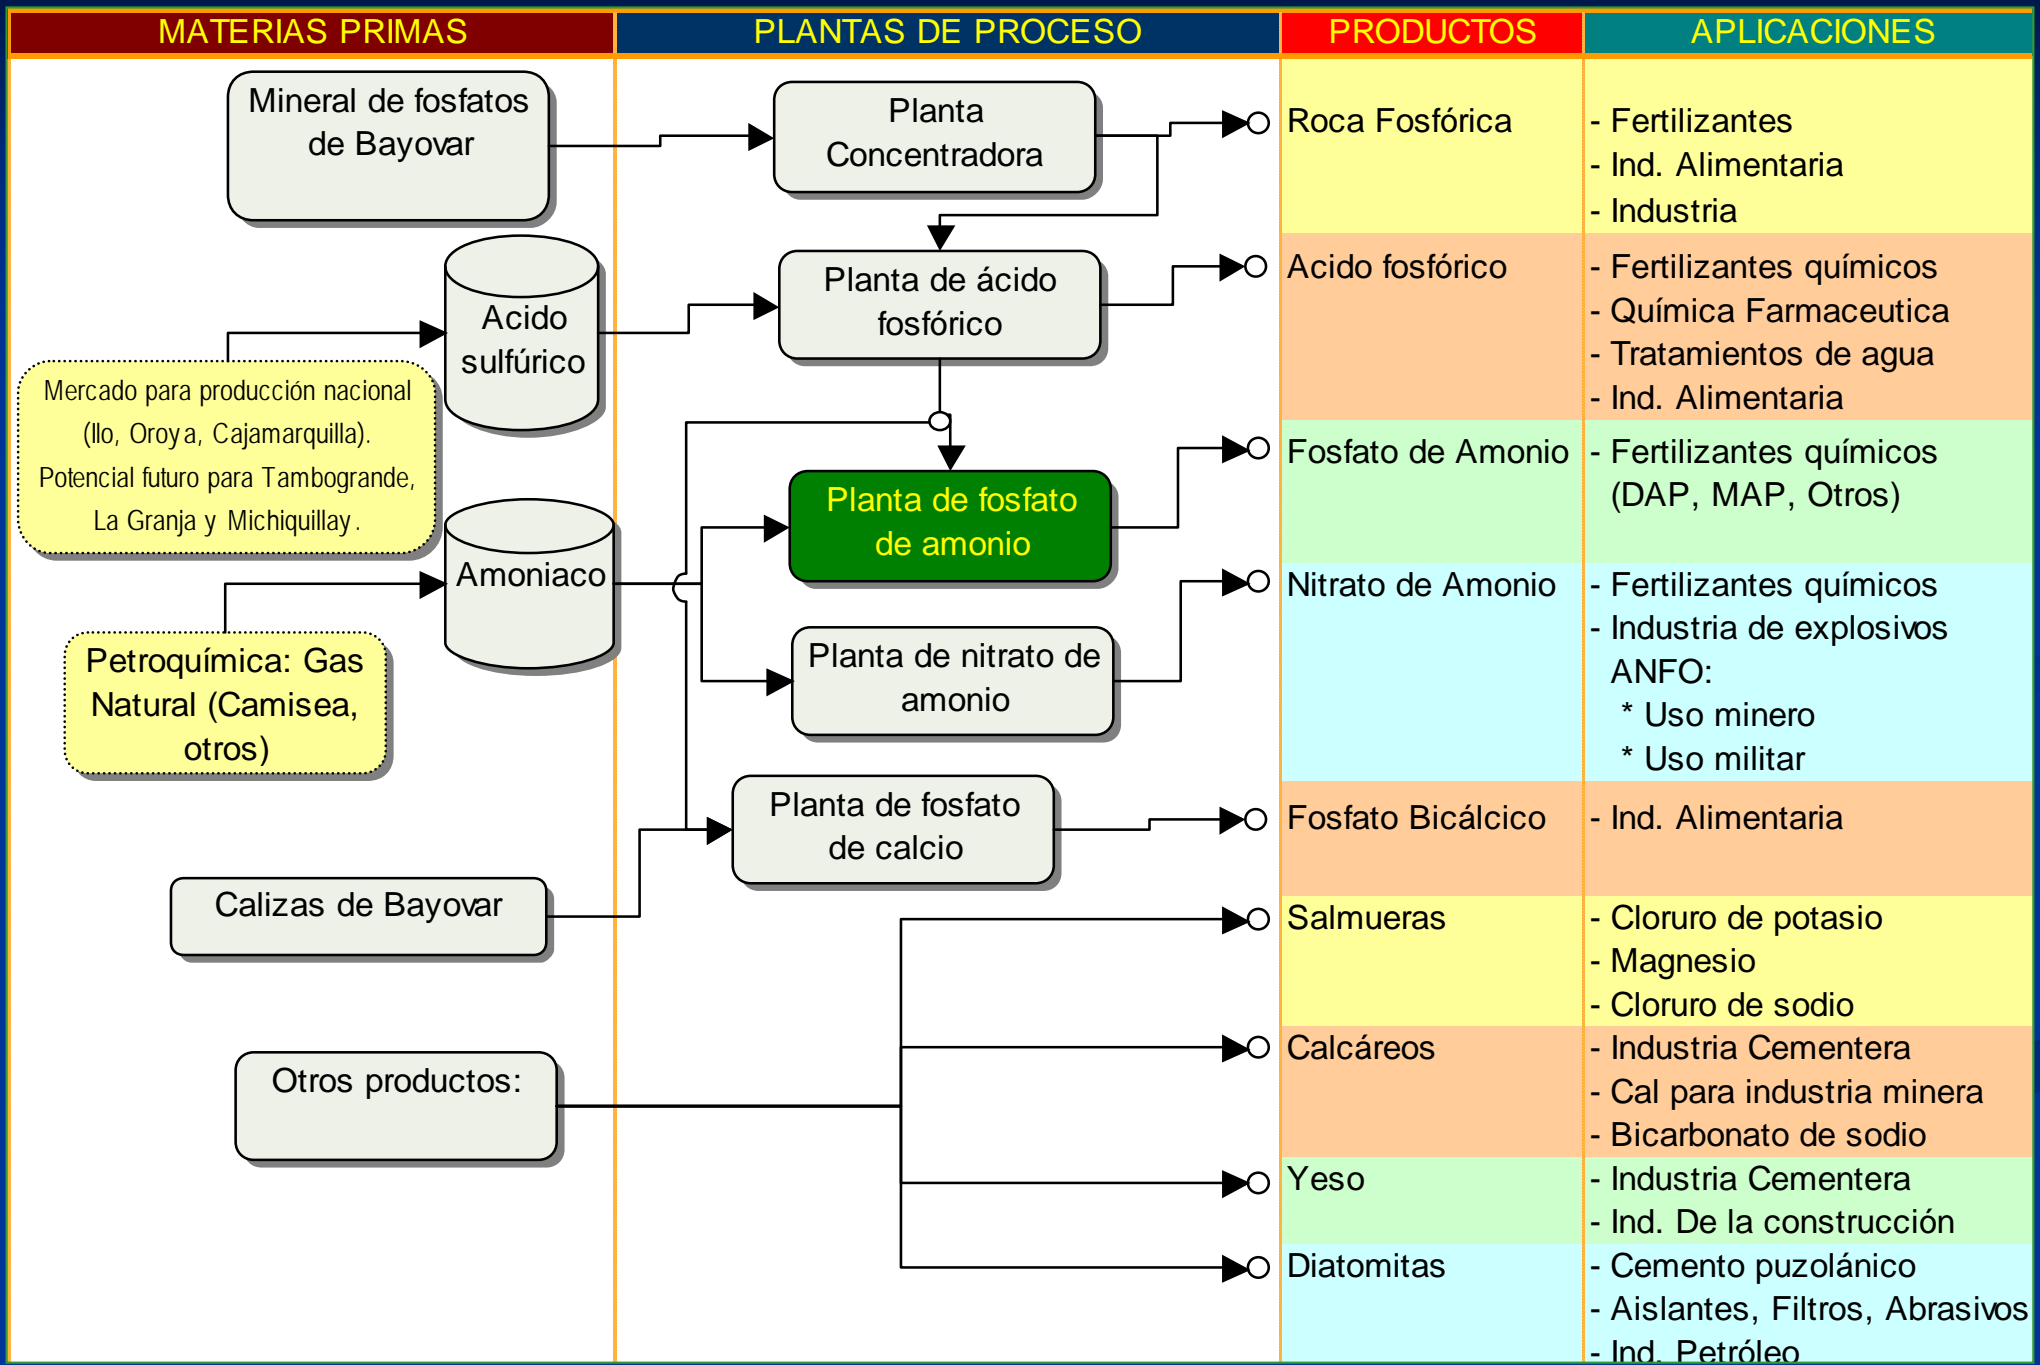 MATERIAS PRIMAS
PLANTAS DE PROCESO
PRODUCTOS
APLICACIONES
Mineral de fosfatos
de Bayovar
Acido
sulfúrico
Mercado para producción nacional
(Ilo, Oroya, Cajamarquilla).
Potencial futuro para Tambogrande,
La Granja y Michiquillay.
Amoniaco
Petroquímica: Gas
Natural (Camisea,
otros)
Calizas de Bayovar
Otros productos:
Planta
Concentradora
Planta de ácido
fosfórico
Planta de fosfato
de amonio
Planta de nitrato de
amonio
Planta de fosfato
de calcio
Roca Fosfórica
- Fertilizantes
- Ind. Alimentaria
- Industria
Acido fosfórico
- Fertilizantes químicos
- Química Farmaceutica
- Tratamientos de agua
- Ind. Alimentaria
Fosfato de Amonio
- Fertilizantes químicos
(DAP, MAP, Otros)
Nitrato de Amonio
- Fertilizantes químicos
- Industria de explosivos
ANFO:
* Uso minero
* Uso militar
Fosfato Bicálcico
- Ind. Alimentaria
Salmueras
- Cloruro de potasio
- Magnesio
- Cloruro de sodio
Calcáreos
- Industria Cementera
- Cal para industria minera
- Bicarbonato de sodio
Yeso
- Industria Cementera
- Ind. De la construcción
Diatomitas
- Cemento puzolánico
- Aislantes, Filtros, Abrasivos
- Ind. Petróleo